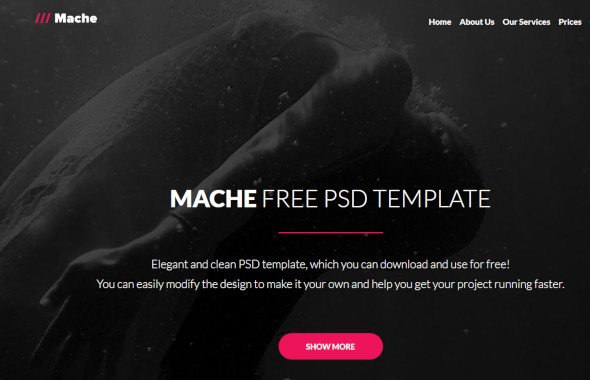 /// Mache
Home About Us Our Services Prices
MACHE FREE PSD TEMPLATE
Elegant and clean PSD template, which you can download and use for free!
You can easily modify the design to make it your own and help you get your project running faster.
SHOW MORE